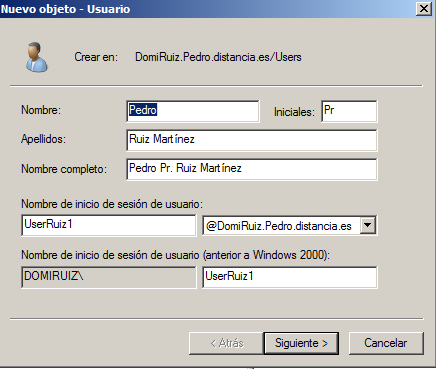 Nuevo objeto - Usuario
Crear en: DomiRuiz.Pedro.distancia.es/Users
Nombre: Pedro Iniciales: Pr
Apellidos: Ruiz Martínez
Nombre completo: Pedro Pr. Ruiz Martínez
Nombre de inicio de sesión de usuario:
UserRuiz1 @DomiRuiz.Pedro.distancia.es
Nombre de inicio de sesión de usuario (anterior a Windows 2000):
DOMIRUIZ\ UserRuiz1
< Atrás Siguiente > Cancelar